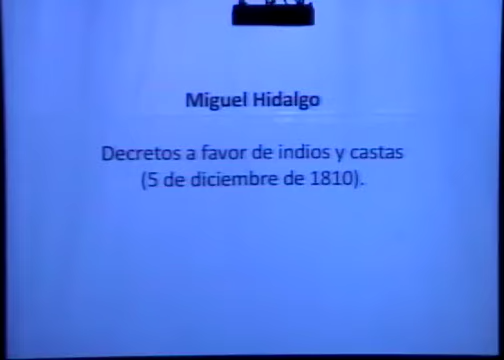 Miguel Hidalgo
Decretos a favor de indios y castas
(5 de diciembre de 1810).